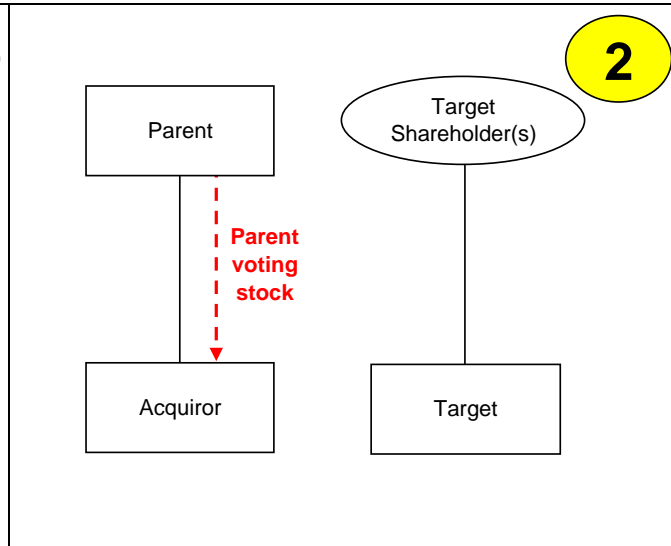 2
Parent
Target
Shareholder(s)
Parent
voting
stock
Acquiror
Target